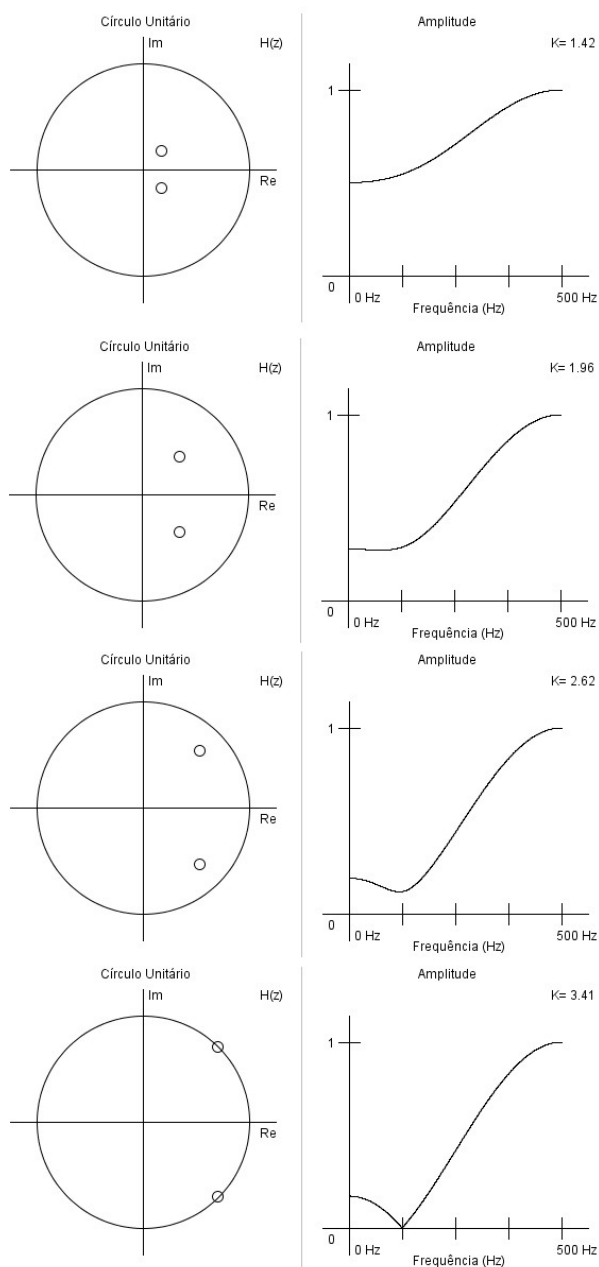 Círculo Unitário
Im
H(z)
Re
Amplitude
K= 1.42
1
0
0 Hz
500 Hz
Frequência (Hz)
Círculo Unitário
Im
H(z)
Re
Amplitude
K= 1.96
1
0
0 Hz
500 Hz
Frequência (Hz)
Círculo Unitário
Im
H(z)
Re
Amplitude
K= 2.62
1
0
0 Hz
500 Hz
Frequência (Hz)
Círculo Unitário
Im
H(z)
Re
Amplitude
K= 3.41
1
0
0 Hz
500 Hz
Frequência (Hz)